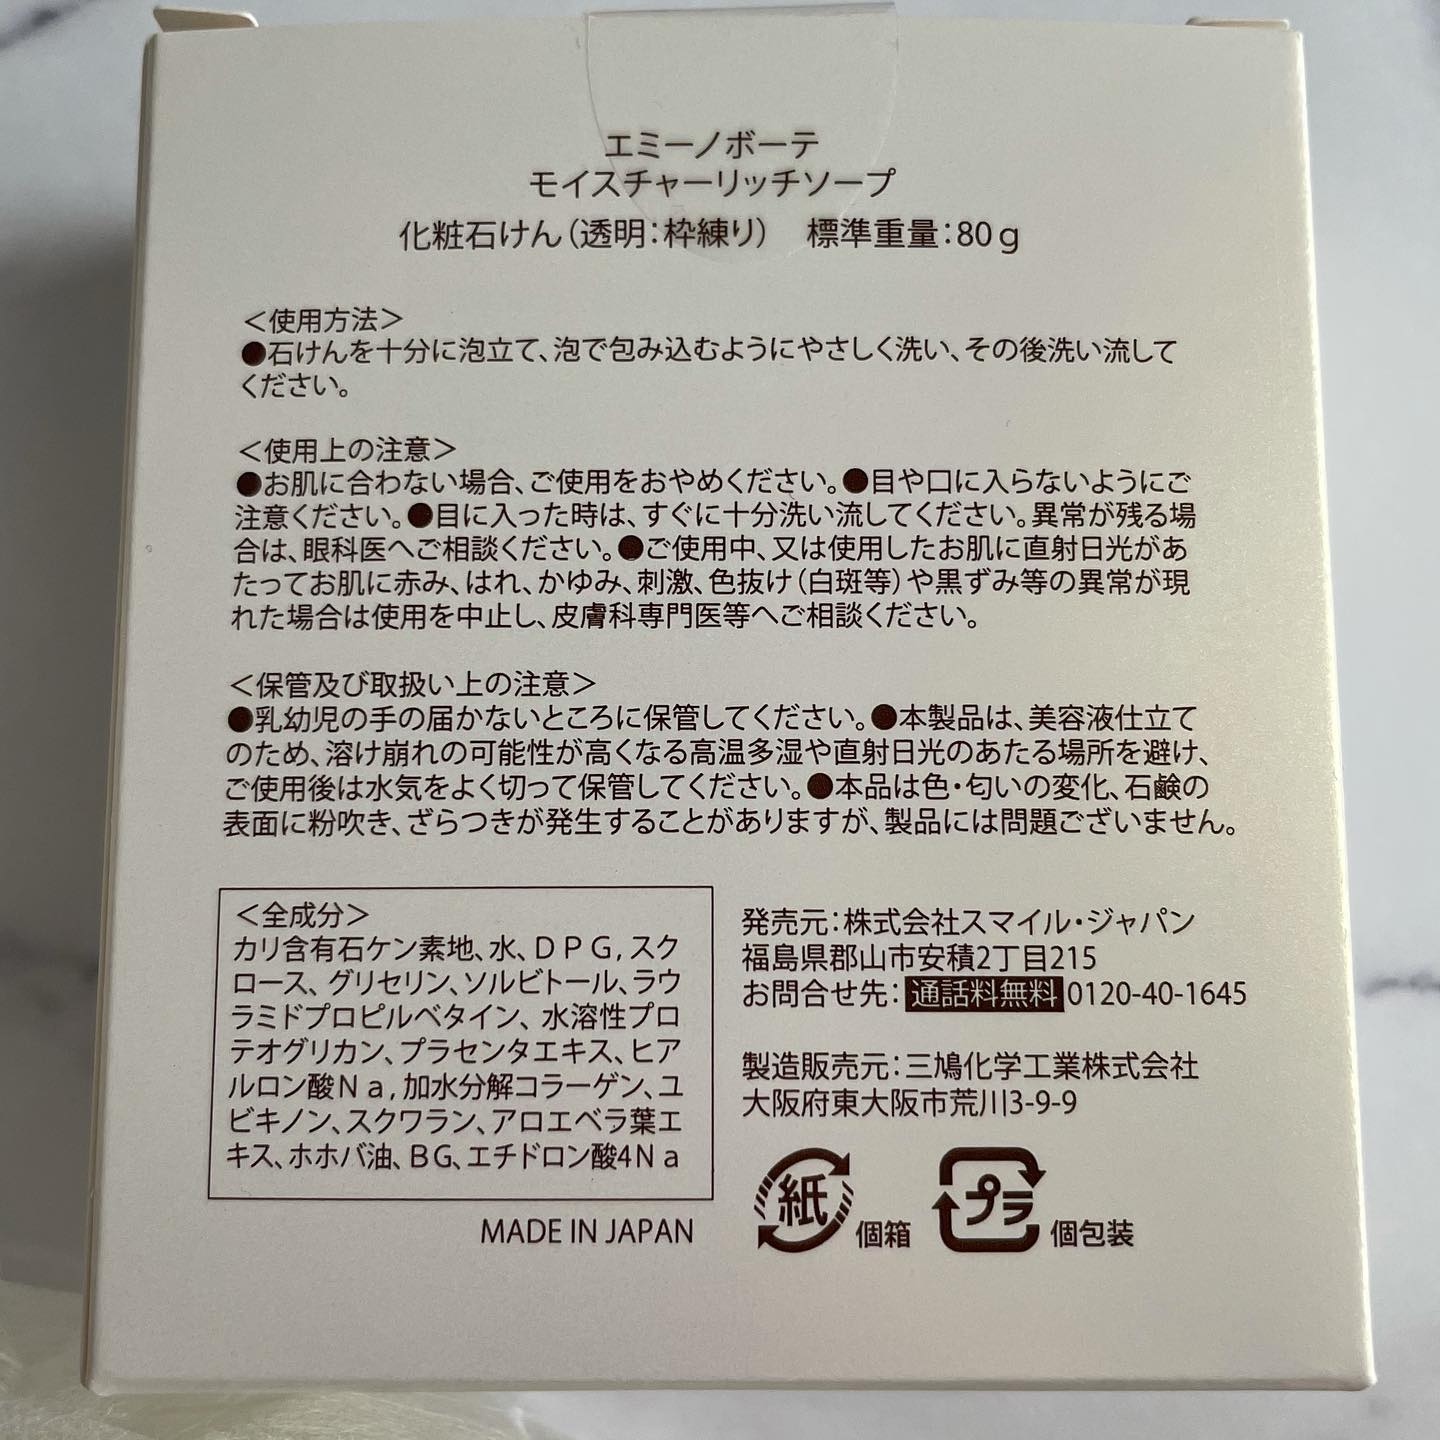 エミーノボーテ
モイスチャーリッチソープ
化粧石けん（透明：枠練り）　標準重量：80ｇ
＜使用方法＞
●石けんを十分に泡立て、泡で包み込むようにやさしく洗い、その後洗い流して
ください。
＜使用上の注意＞
●お肌に合わない場合、ご使用をおやめください。●目や口に入らないようにご
注意ください。●目に入った時は、すぐに十分洗い流してください。異常が残る場
合は、眼科医へご相談ください。●ご使用中、又は使用したお肌に直射日光があ
たってお肌に赤み、はれ、かゆみ、刺激、色抜け（白斑等）や黒ずみ等の異常が現
れた場合は使用を中止し、皮膚科専門医等へご相談ください。
＜保管及び取扱い上の注意＞
●乳幼児の手の届かないところに保管してください。●本製品は、美容液仕立て
のため、溶け崩れの可能性が高くなる高温多湿や直射日光のあたる場所を避け、
ご使用後は水気をよく切って保管してください。●本品は色・匂いの変化、石鹸の
表面に粉吹き、ざらつきが発生することがありますが、製品には問題ございません。
＜全成分＞
カリ含有石ケン素地、水、ＤＰＧ，スク
ロース、グリセリン、ソルビトール、ラウ
ラミドプロピルベタイン、水溶性プロ
テオグリカン、プラセンタエキス、ヒア
ルロン酸Ｎａ，加水分解コラーゲン、ユ
ビキノン、スクワラン、アロエベラ葉エ
キス、ホホバ油、ＢＧ、エチドロン酸4Ｎａ
MADE IN JAPAN
発売元：株式会社スマイル・ジャパン
福島県郡山市安積2丁目215
お問合せ先：通話料無料 0120-40-1645
製造販売元：三鳩化学工業株式会社
大阪府東大阪市荒川3-9-9
紙 個箱 プラ 個包装